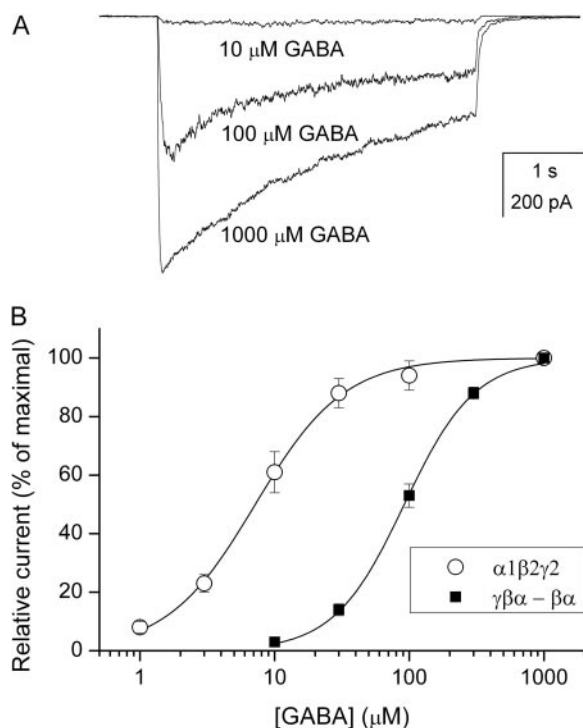 A
10 μM GABA
100 μM GABA
1000 μM GABA
1 s
200 pA
B
Relative current (% of maximal)
100
80
60
40
20
0
α1β2γ2
γβα – βα
1
10
100
1000
[GABA] (μM)